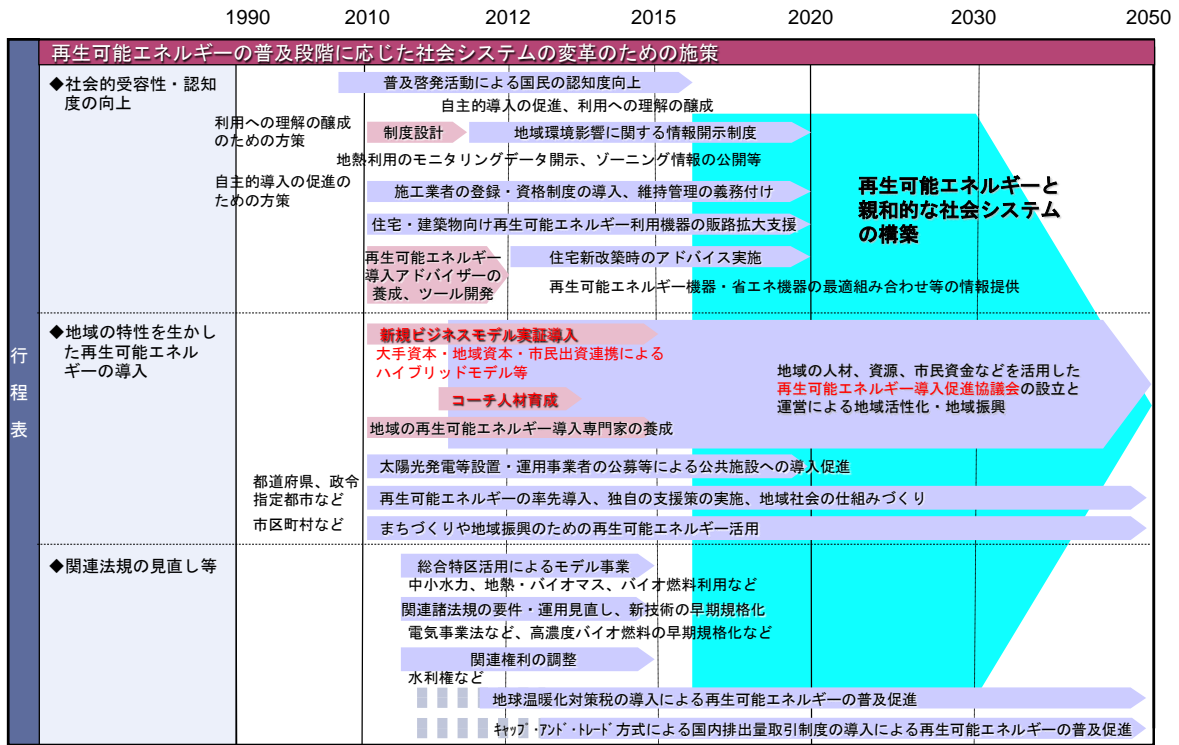 1990 2010 2012 2015 2020 2030 2050
再生可能エネルギーの普及段階に応じた社会システムの変革のための施策
行程表
◆社会的受容性・認知
度の向上
普及啓発活動による国民の認知度向上
自主的導入の促進、利用への理解の醸成
利用への理解の醸成
のための方策
制度設計
地域環境影響に関する情報開示制度
地熱利用のモニタリングデータ開示、ゾーニング情報の公開等
自主的導入の促進の
ための方策
施工業者の登録・資格制度の導入、維持管理の義務付け
住宅・建築物向け再生可能エネルギー利用機器の販路拡大支援
再生可能エネルギー
導入アドバイザーの
養成、ツール開発
住宅新改築時のアドバイス実施
再生可能エネルギー機器・省エネ機器の最適組み合わせ等の情報提供
再生可能エネルギーと
親和的な社会システム
の構築
◆地域の特性を生かし
た再生可能エネル
ギーの導入
新規ビジネスモデル実証導入
大手資本・地域資本・市民出資連携による
ハイブリッドモデル等
コーチ人材育成
地域の再生可能エネルギー導入専門家の養成
地域の人材、資源、市民資金などを活用した
再生可能エネルギー導入促進協議会の設立と
運営による地域活性化・地域振興
太陽光発電等設置・運用事業者の公募等による公共施設への導入促進
都道府県、政令
指定都市など
再生可能エネルギーの率先導入、独自の支援策の実施、地域社会の仕組みづくり
市区町村など
まちづくりや地域振興のための再生可能エネルギー活用
◆関連法規の見直し等
総合特区活用によるモデル事業
中小水力、地熱・バイオマス、バイオ燃料利用など
関連諸法規の要件・運用見直し、新技術の早期規格化
電気事業法など、高濃度バイオ燃料の早期規格化など
関連権利の調整
水利権など
地球温暖化対策税の導入による再生可能エネルギーの普及促進
ｷｬｯﾌﾟ･ｱﾝﾄﾞ･ﾄﾚｰﾄﾞ方式による国内排出量取引制度の導入による再生可能エネルギーの普及促進